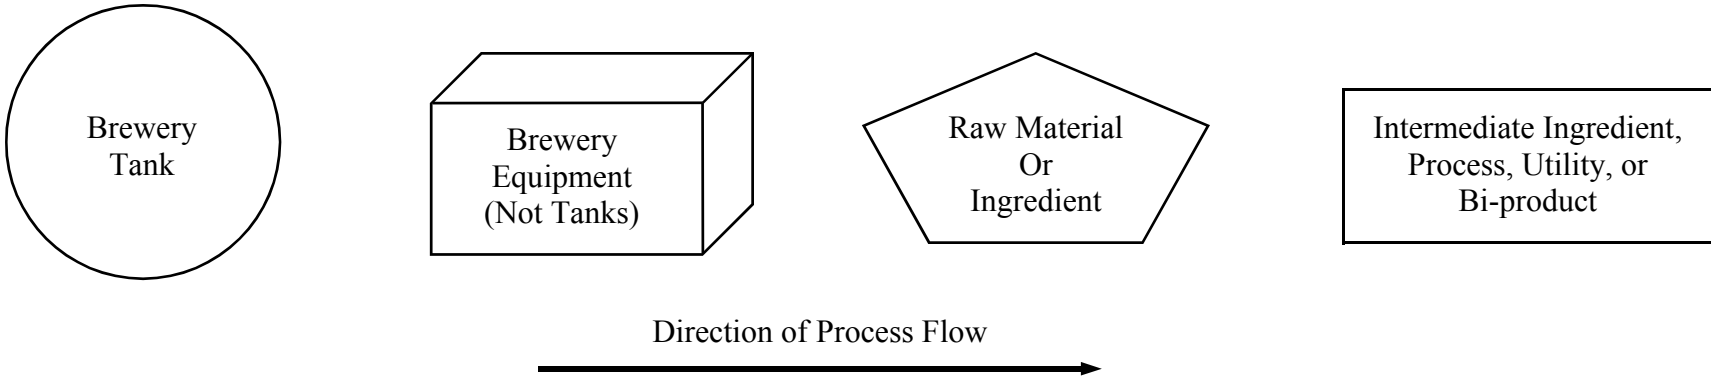 Brewery
Tank
Brewery
Equipment
(Not Tanks)
Raw Material
Or
Ingredient
Intermediate Ingredient,
Process, Utility, or
Bi-product
Direction of Process Flow